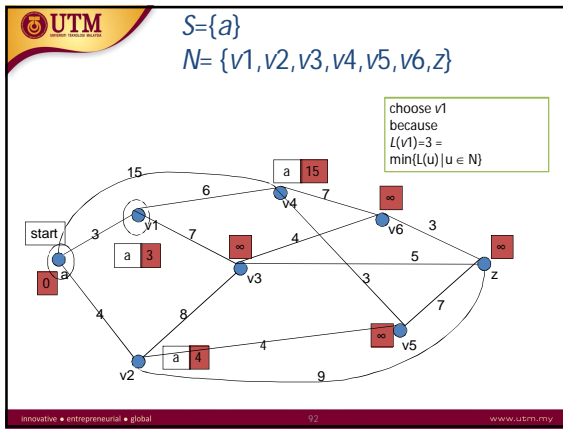 UTM
UNIVERSITI TEKNOLOGI MALAYSIA
S={a}
N= {v1,v2,v3,v4,v5,v6,z}
choose v1
because
L(v1)=3 =
min{L(u)|u ∈ N}
15
a 15
6
7
∞
v4
start
3
v1
v6
3
7
∞
4
∞
a 3
5
0
a
v3
z
3
4
8
7
∞
4
v5
v2
a 4
9
innovative ● entrepreneurial ● global
92
www.utm.my